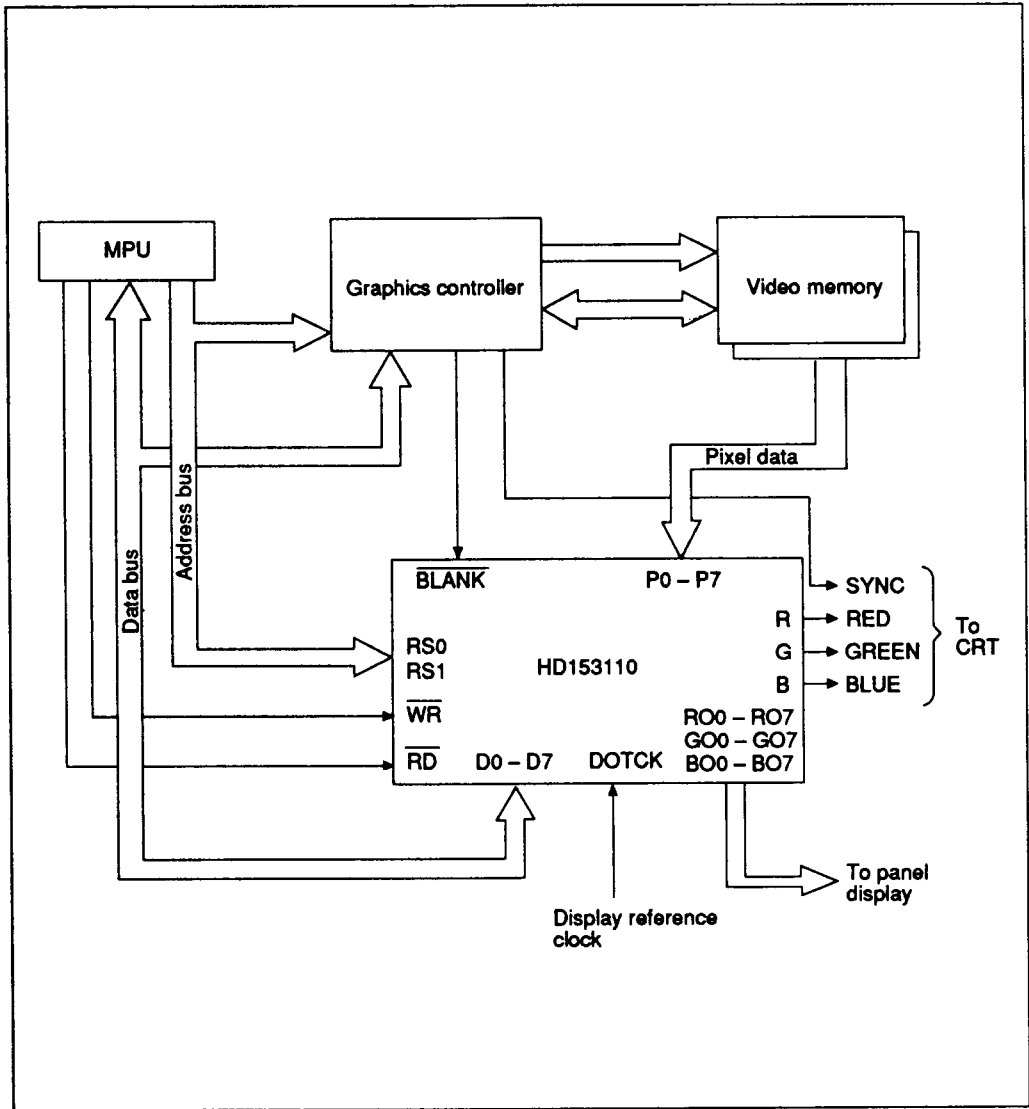 MPU
Graphics controller
Video memory
Data bus
Address bus
Pixel data
BLANK
P0 – P7
SYNC
R
RED
G
GREEN
B
BLUE
To
CRT
RS0
RS1
HD153110
WR
RD
D0 – D7
DOTCK
RO0 – RO7
GO0 – GO7
BO0 – BO7
To panel
display
Display reference
clock